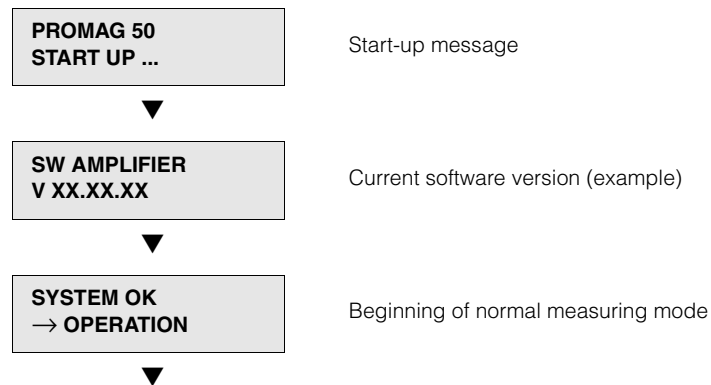 PROMAG 50
START UP ...
Start-up message
▼
SW AMPLIFIER
V XX.XX.XX
Current software version (example)
▼
SYSTEM OK
→ OPERATION
Beginning of normal measuring mode
▼